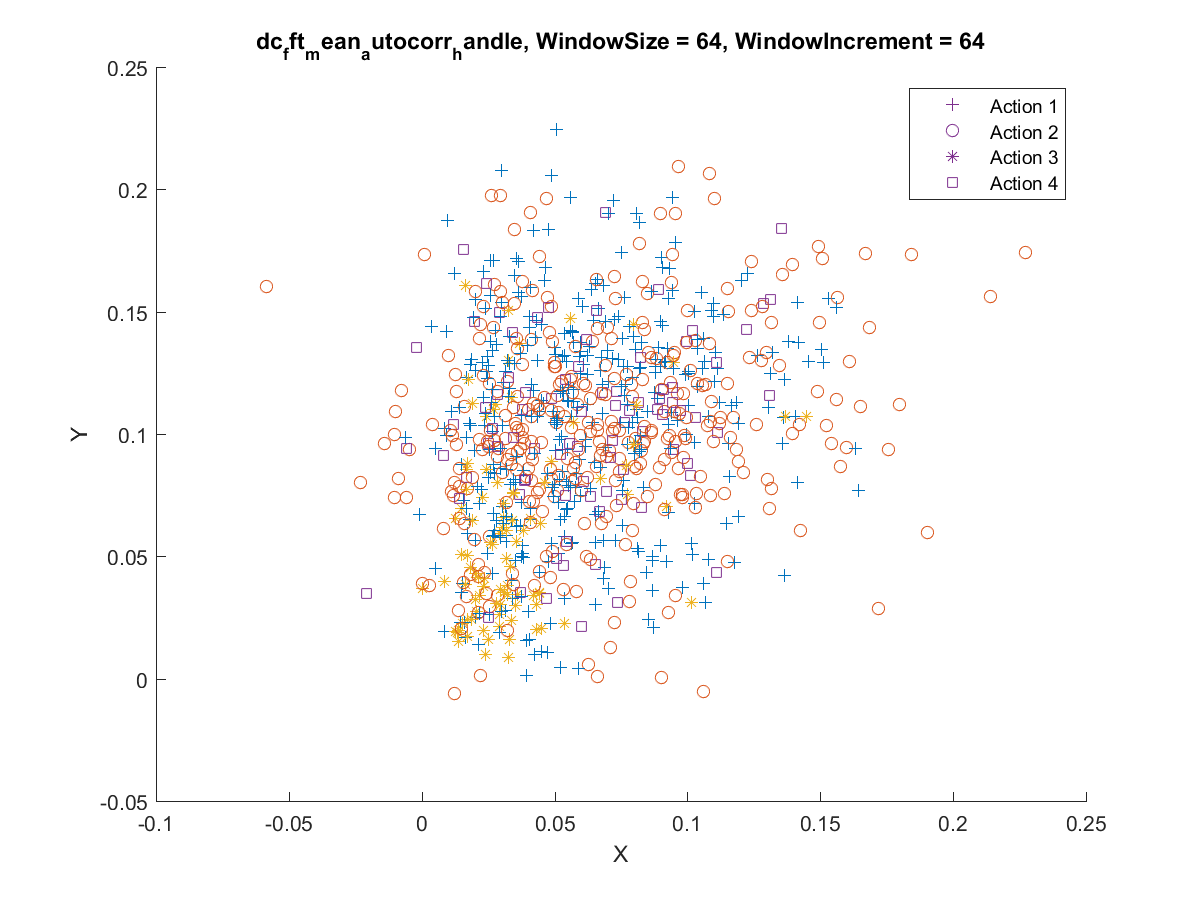 dc_fft_mean_autocorr_handle, WindowSize = 64, WindowIncrement = 64
0.25
0.2
0.15
0.1
0.05
0
-0.05
Y
Action 1
Action 2
Action 3
Action 4
-0.1 -0.05 0 0.05 0.1 0.15 0.2 0.25
X